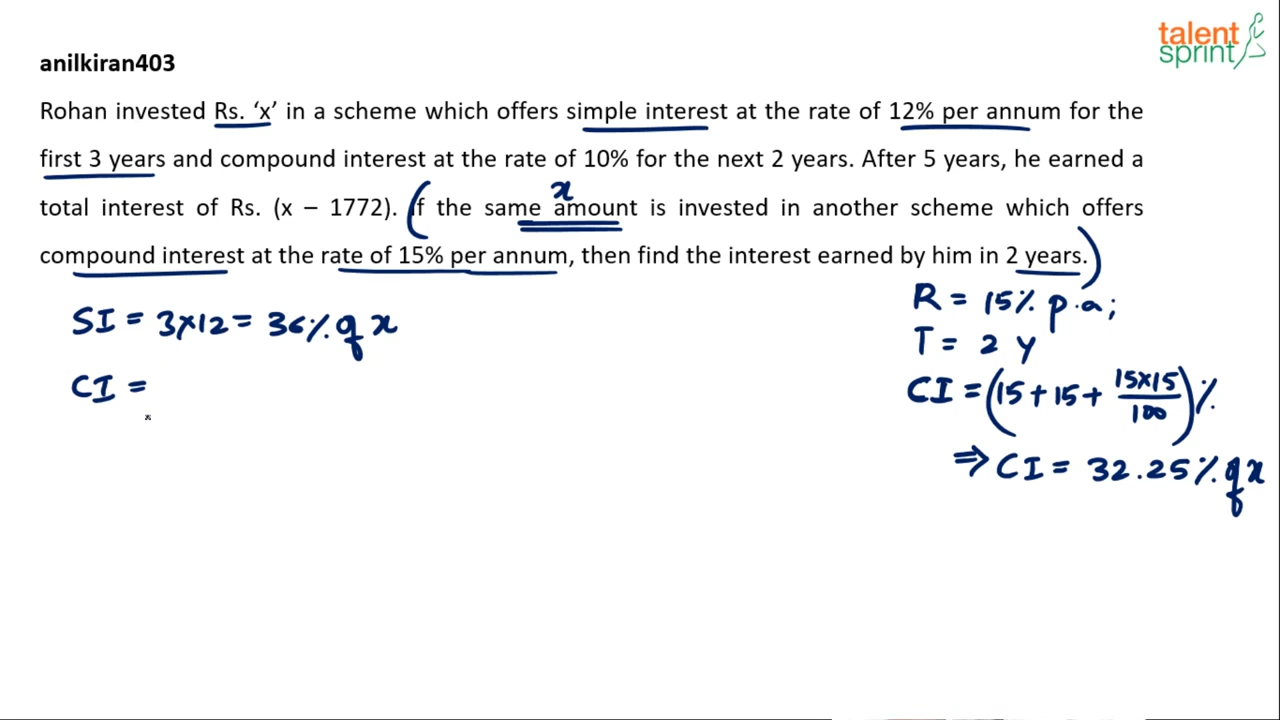 talent
sprint
anilkiran403
Rohan invested Rs. ‘x’ in a scheme which offers simple interest at the rate of 12% per annum for the
first 3 years and compound interest at the rate of 10% for the next 2 years. After 5 years, he earned a
x
total interest of Rs. (x – 1772). (If the same amount is invested in another scheme which offers
compound interest at the rate of 15% per annum, then find the interest earned by him in 2 years.)
R = 15% p.a;
SI = 3x12 = 36% of x
T = 2 y
CI =
CI = (15 + 15 + 15x15/100)%
⇒ CI = 32.25% of x